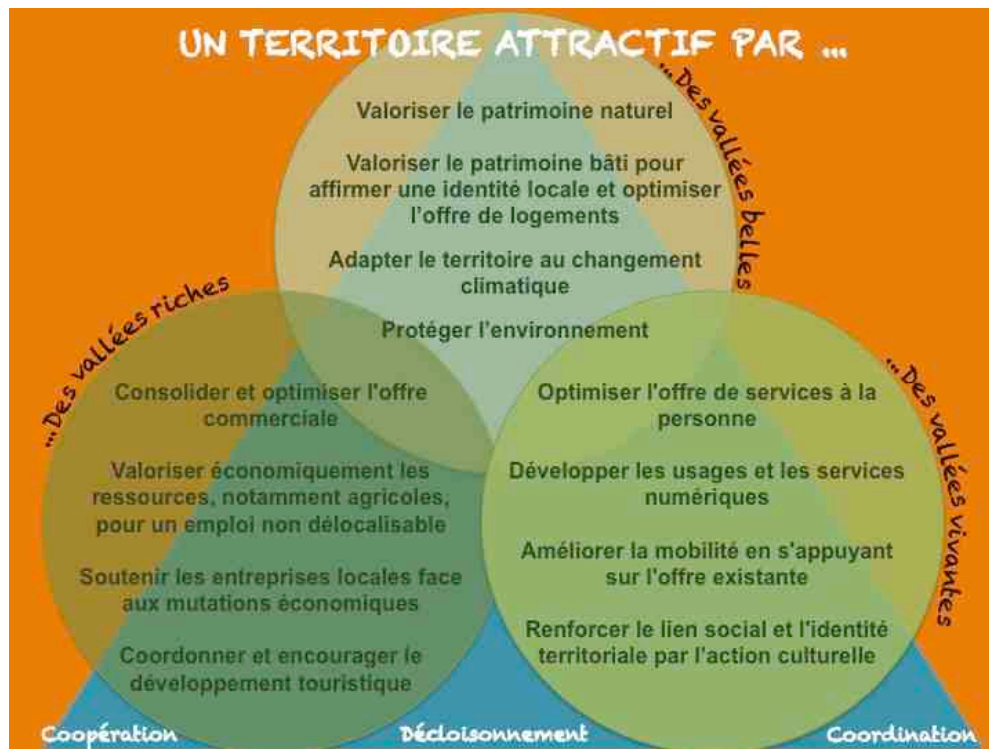 UN TERRITOIRE ATTRACTIF PAR ...
...Des vallées belles
Valoriser le patrimoine naturel
Valoriser le patrimoine bâti pour
affirmer une identité locale et optimiser
l'offre de logements
Adapter le territoire au changement
climatique
Protéger l'environnement
...Des vallées riches
Consolider et optimiser l'offre
commerciale
Valoriser économiquement les
ressources, notamment agricoles,
pour un emploi non délocalisable
Soutenir les entreprises locales face
aux mutations économiques
Coordonner et encourager le
développement touristique
... Des vallées vivantes
Optimiser l'offre de services à la
personne
Développer les usages et les services
numériques
Améliorer la mobilité en s'appuyant
sur l'offre existante
Renforcer le lien social et l'identité
territoriale par l'action culturelle
Coopération
Décloisonnement
Coordination